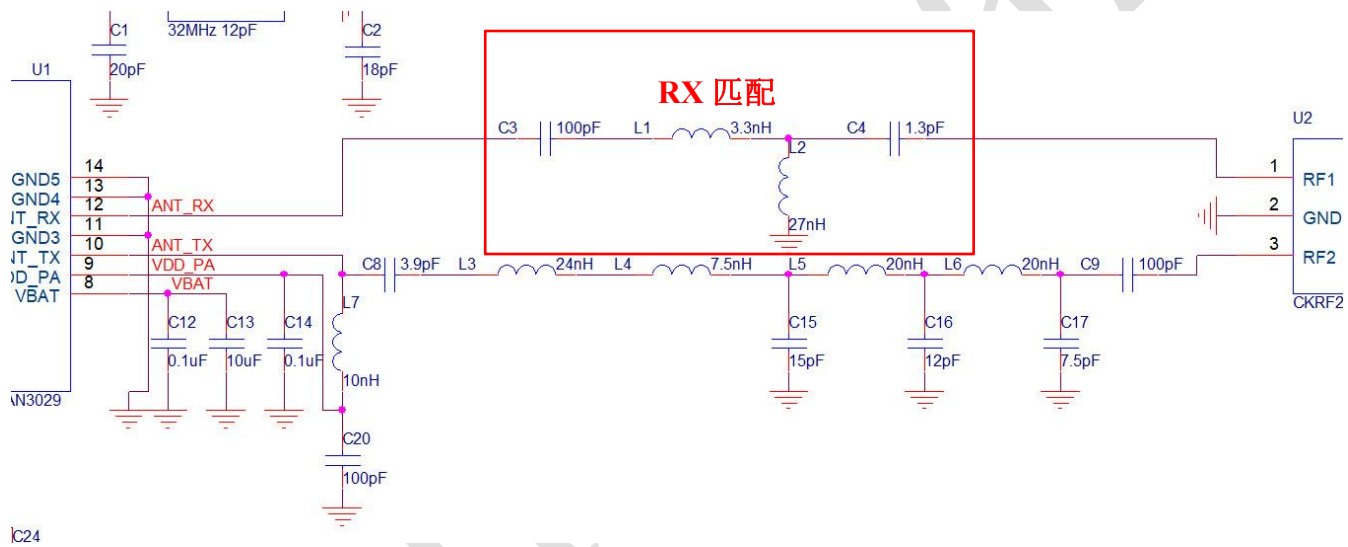 C1
32MHz 12pF
C2
U1
20pF
18pF
RX 匹配
C3
100pF
L1
3.3nH
C4
1.3pF
U2
L2
14
GND5
13
GND4
12
ANT_RX
11
GND3
10
ANT_TX
9
VDD_PA
8
VBAT
VBAT
27nH
1
RF1
2
GND
3
RF2
C8
3.9pF
L3
24nH
L4
7.5nH
L5
20nH
L6
20nH
C9
100pF
CKRF2
L7
C12
C13
C14
C15
C16
C17
0.1uF
10uF
0.1uF
15pF
12pF
7.5pF
10nH
AN3029
C20
100pF
C24